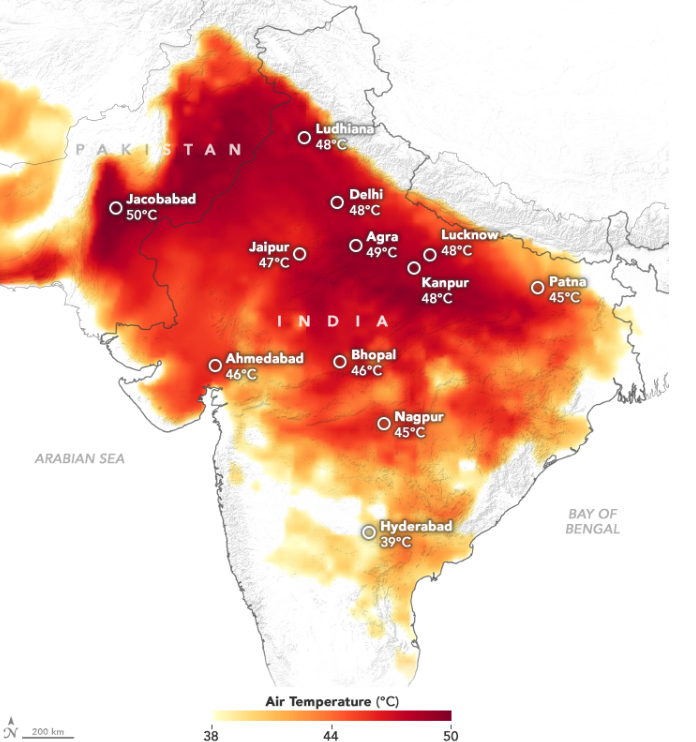 Ludhiana
48°C
PAKISTAN
Jacobabad
50°C
Delhi
48°C
Agra
49°C
Lucknow
48°C
Jaipur
47°C
Kanpur
48°C
Patna
45°C
INDIA
Ahmedabad
46°C
Bhopal
46°C
Nagpur
45°C
ARABIAN SEA
BAY OF
BENGAL
Hyderabad
39°C
Air Temperature (°C)
N
200 km
38 44 50